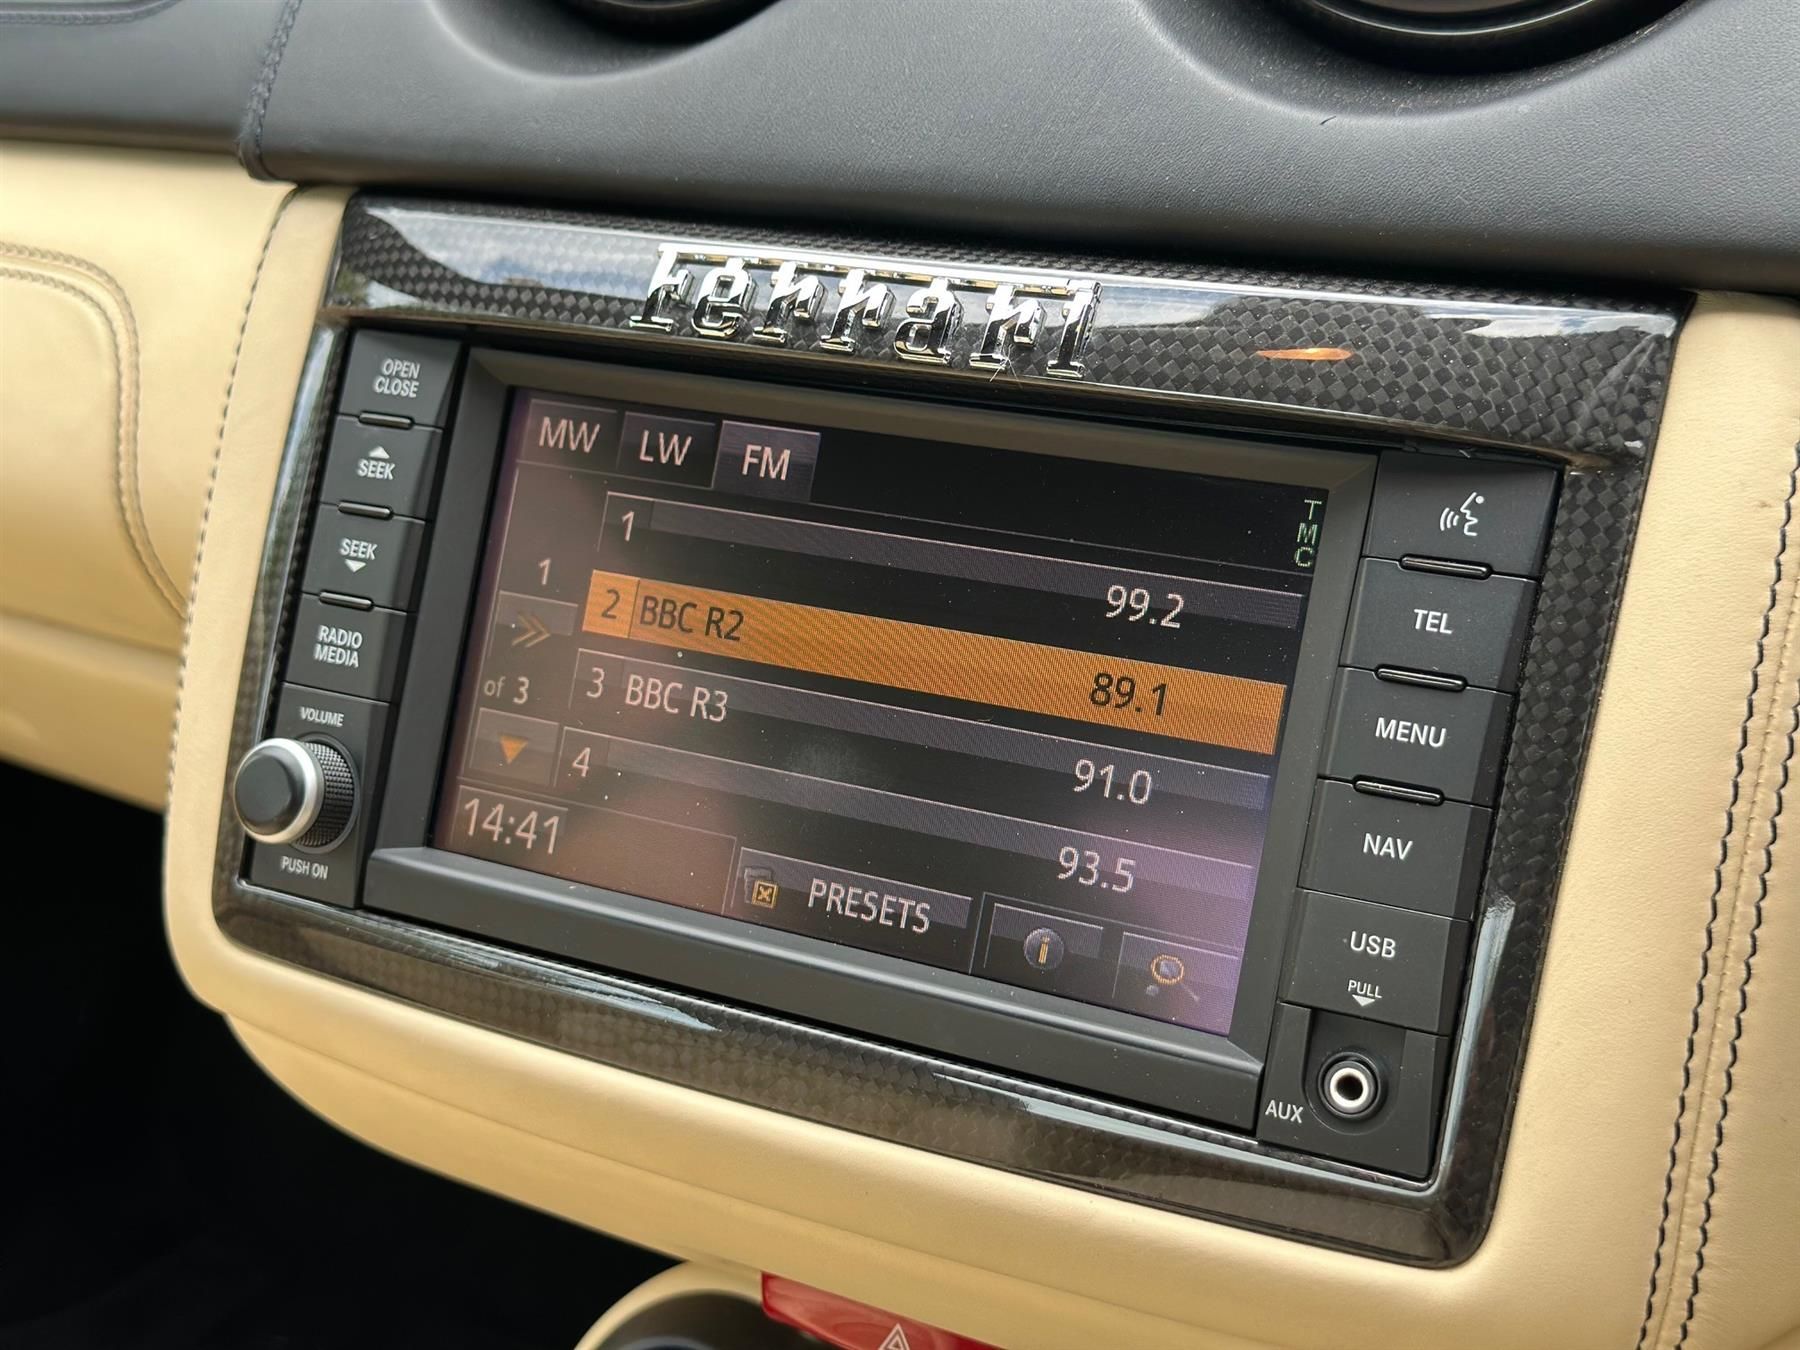 Ferrari
OPEN
CLOSE
SEEK
SEEK
RADIO
MEDIA
VOLUME
PUSH ON
MW LW FM
TMC
1 99.2
2 BBC R2 89.1
3 BBC R3 91.0
4 93.5
1
of 3
14:41
PRESETS
i
TEL
MENU
NAV
USB
PULL
AUX